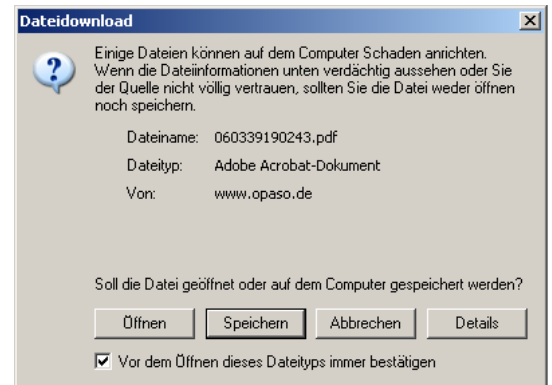 Dateidownload
Einige Dateien können auf dem Computer Schaden anrichten.
Wenn die Dateiinformationen unten verdächtig aussehen oder Sie
der Quelle nicht völlig vertrauen, sollten Sie die Datei weder öffnen
noch speichern.
Dateiname: 060339190243.pdf
Dateityp: Adobe Acrobat-Dokument
Von: www.opaso.de
Soll die Datei geöffnet oder auf dem Computer gespeichert werden?
Öffnen Speichern Abbrechen Details
Vor dem Öffnen dieses Dateityps immer bestätigen